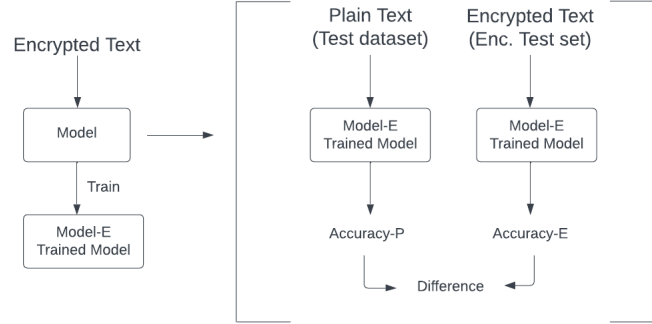 Encrypted Text
Model
Train
Model-E
Trained Model
Plain Text
(Test dataset)
Model-E
Trained Model
Accuracy-P
Encrypted Text
(Enc. Test set)
Model-E
Trained Model
Accuracy-E
Difference